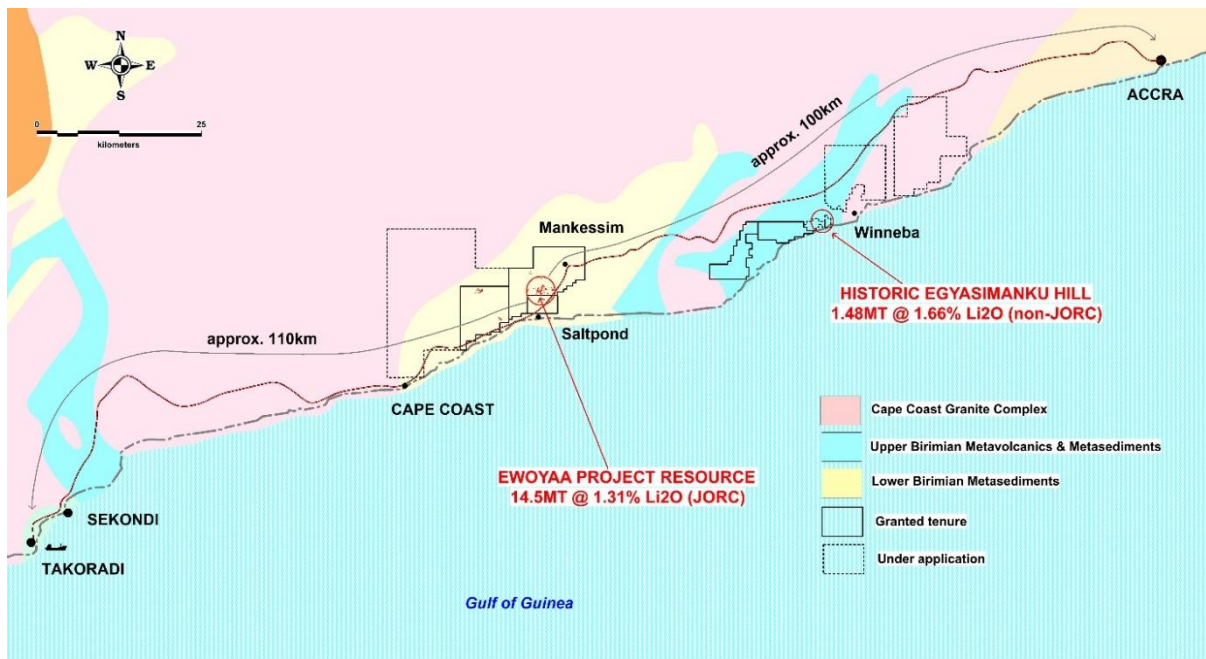 N
W E
S
0 25
kilometers
ACCRA
approx. 100km
Mankessim
Winneba
HISTORIC EGYASIMANKU HILL
1.48MT @ 1.66% Li2O (non-JORC)
Saltpond
approx. 110km
CAPE COAST
Cape Coast Granite Complex
Upper Birimian Metavolcanics & Metasediments
Lower Birimian Metasediments
Granted tenure
Under application
EWOYAA PROJECT RESOURCE
14.5MT @ 1.31% Li2O (JORC)
SEKONDI
TAKORADI
Gulf of Guinea